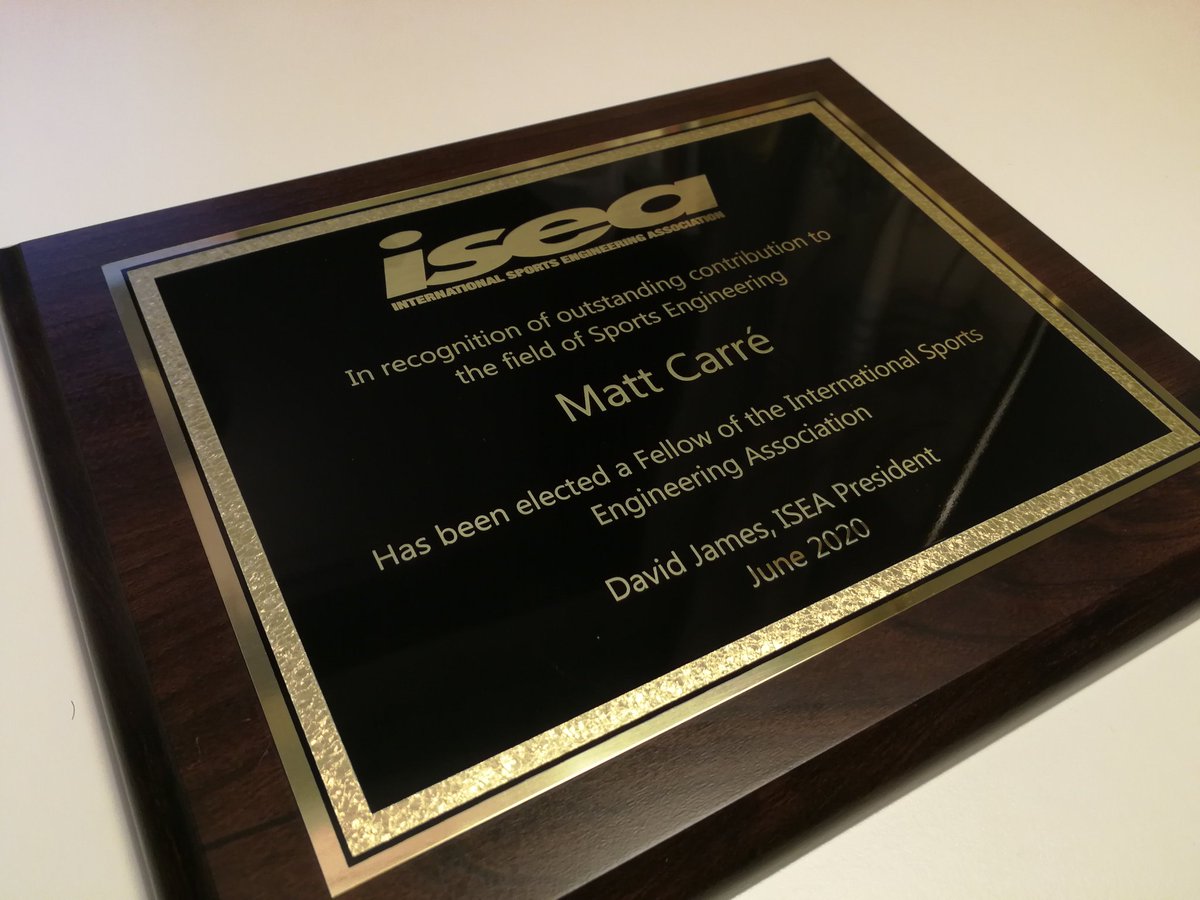 isea
INTERNATIONAL SPORTS ENGINEERING ASSOCIATION
In recognition of outstanding contribution to
the field of Sports Engineering
Matt Carré
Has been elected a Fellow of the International Sports
Engineering Association
David James, ISEA President
June 2020